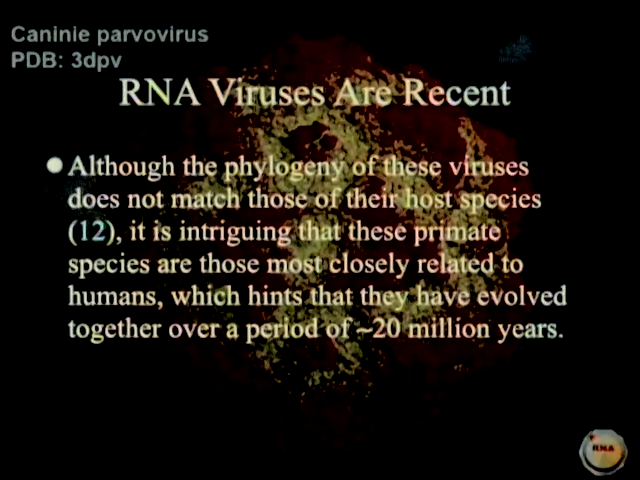 Caninie parvovirus
PDB: 3dpv
RNA Viruses Are Recent
Although the phylogeny of these viruses
does not match those of their host species
(12), it is intriguing that these primate
species are those most closely related to
humans, which hints that they have evolved
together over a period of ~20 million years.
RNA